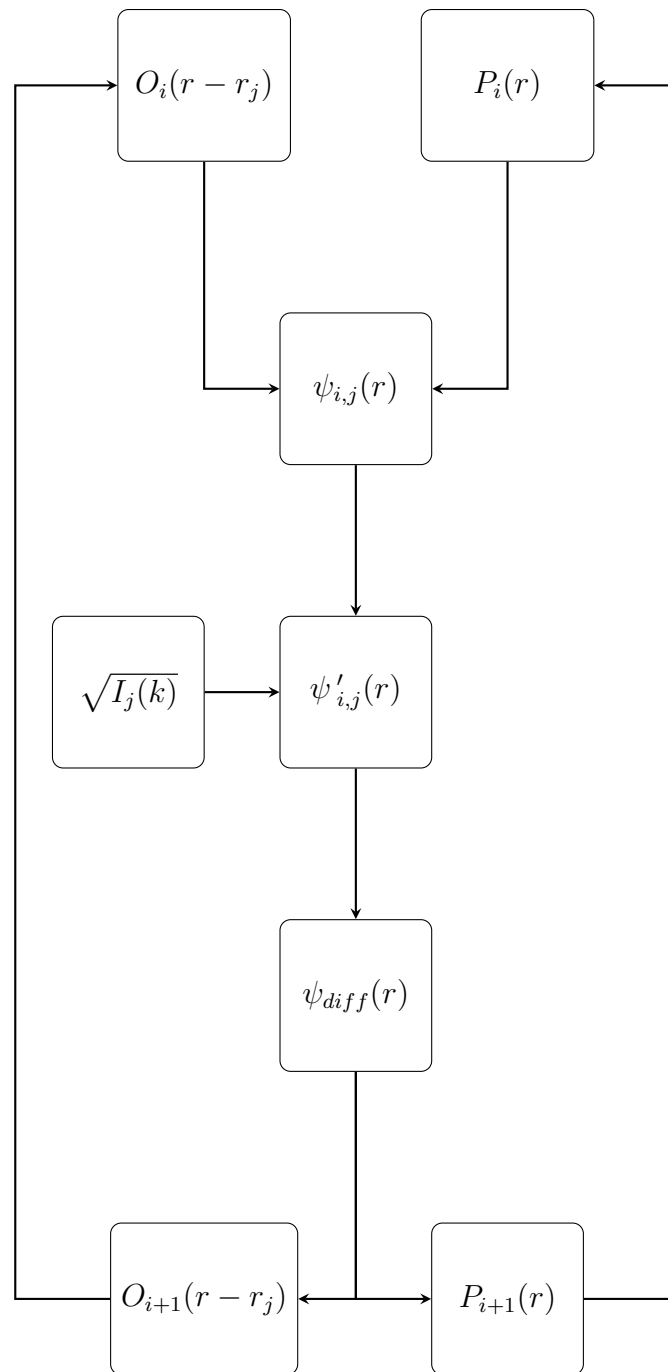 O_i(r − r_j)
P_i(r)
ψ_{i,j}(r)
√I_j(k)
ψ′_{i,j}(r)
ψ_{diff}(r)
O_{i+1}(r − r_j)
P_{i+1}(r)